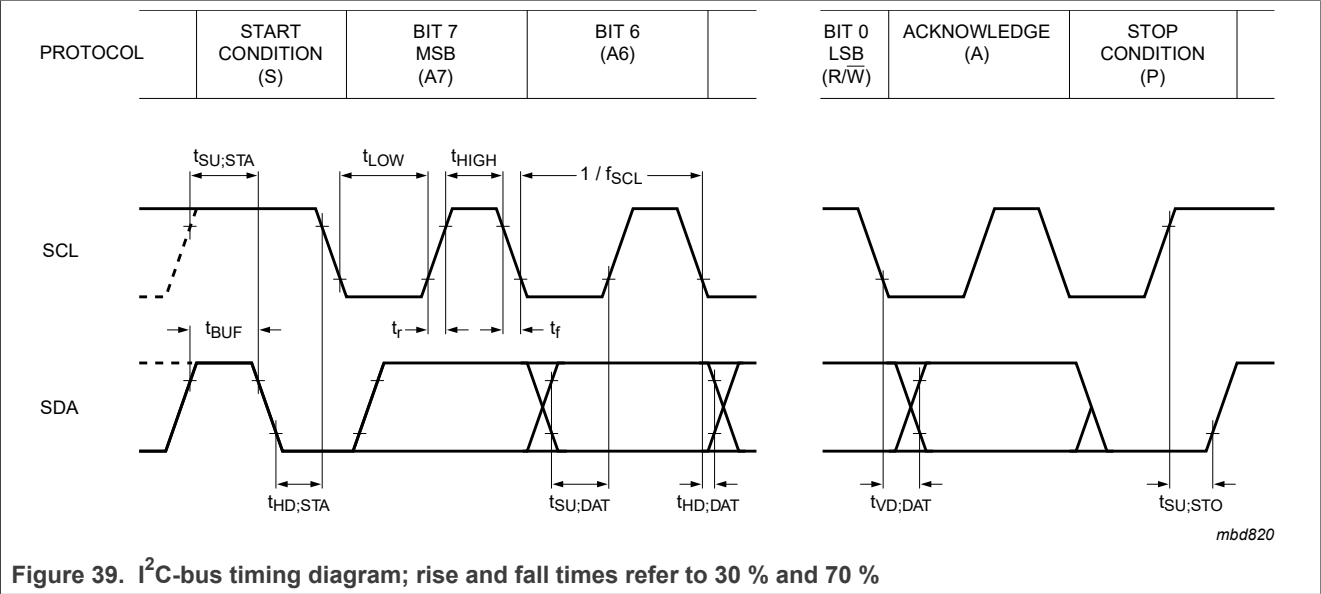 PROTOCOL
START
CONDITION
(S)
BIT 7
MSB
(A7)
BIT 6
(A6)
BIT 0
LSB
(R/W̅)
ACKNOWLEDGE
(A)
STOP
CONDITION
(P)
tSU;STA
tLOW
tHIGH
1 / fSCL
SCL
tBUF
tr
tf
SDA
tHD;STA
tSU;DAT
tHD;DAT
tVD;DAT
tSU;STO
mbd820
Figure 39. I²C-bus timing diagram; rise and fall times refer to 30 % and 70 %